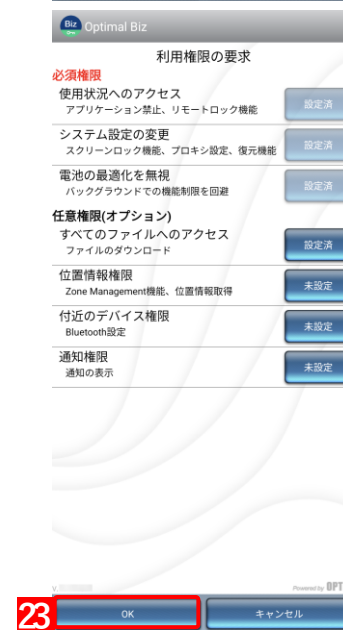 Biz
Optimal Biz
利用権限の要求
必須権限
使用状況へのアクセス
アプリケーション禁止、リモートロック機能
設定済
システム設定の変更
スクリーンロック機能、プロキシ設定、復元機能
設定済
電池の最適化を無視
バックグラウンドでの機能制限を回避
設定済
任意権限(オプション)
すべてのファイルへのアクセス
ファイルのダウンロード
設定済
位置情報権限
Zone Management機能、位置情報取得
未設定
付近のデバイス権限
Bluetooth設定
未設定
通知権限
通知の表示
未設定
Powered by OPT
23
OK
キャンセル